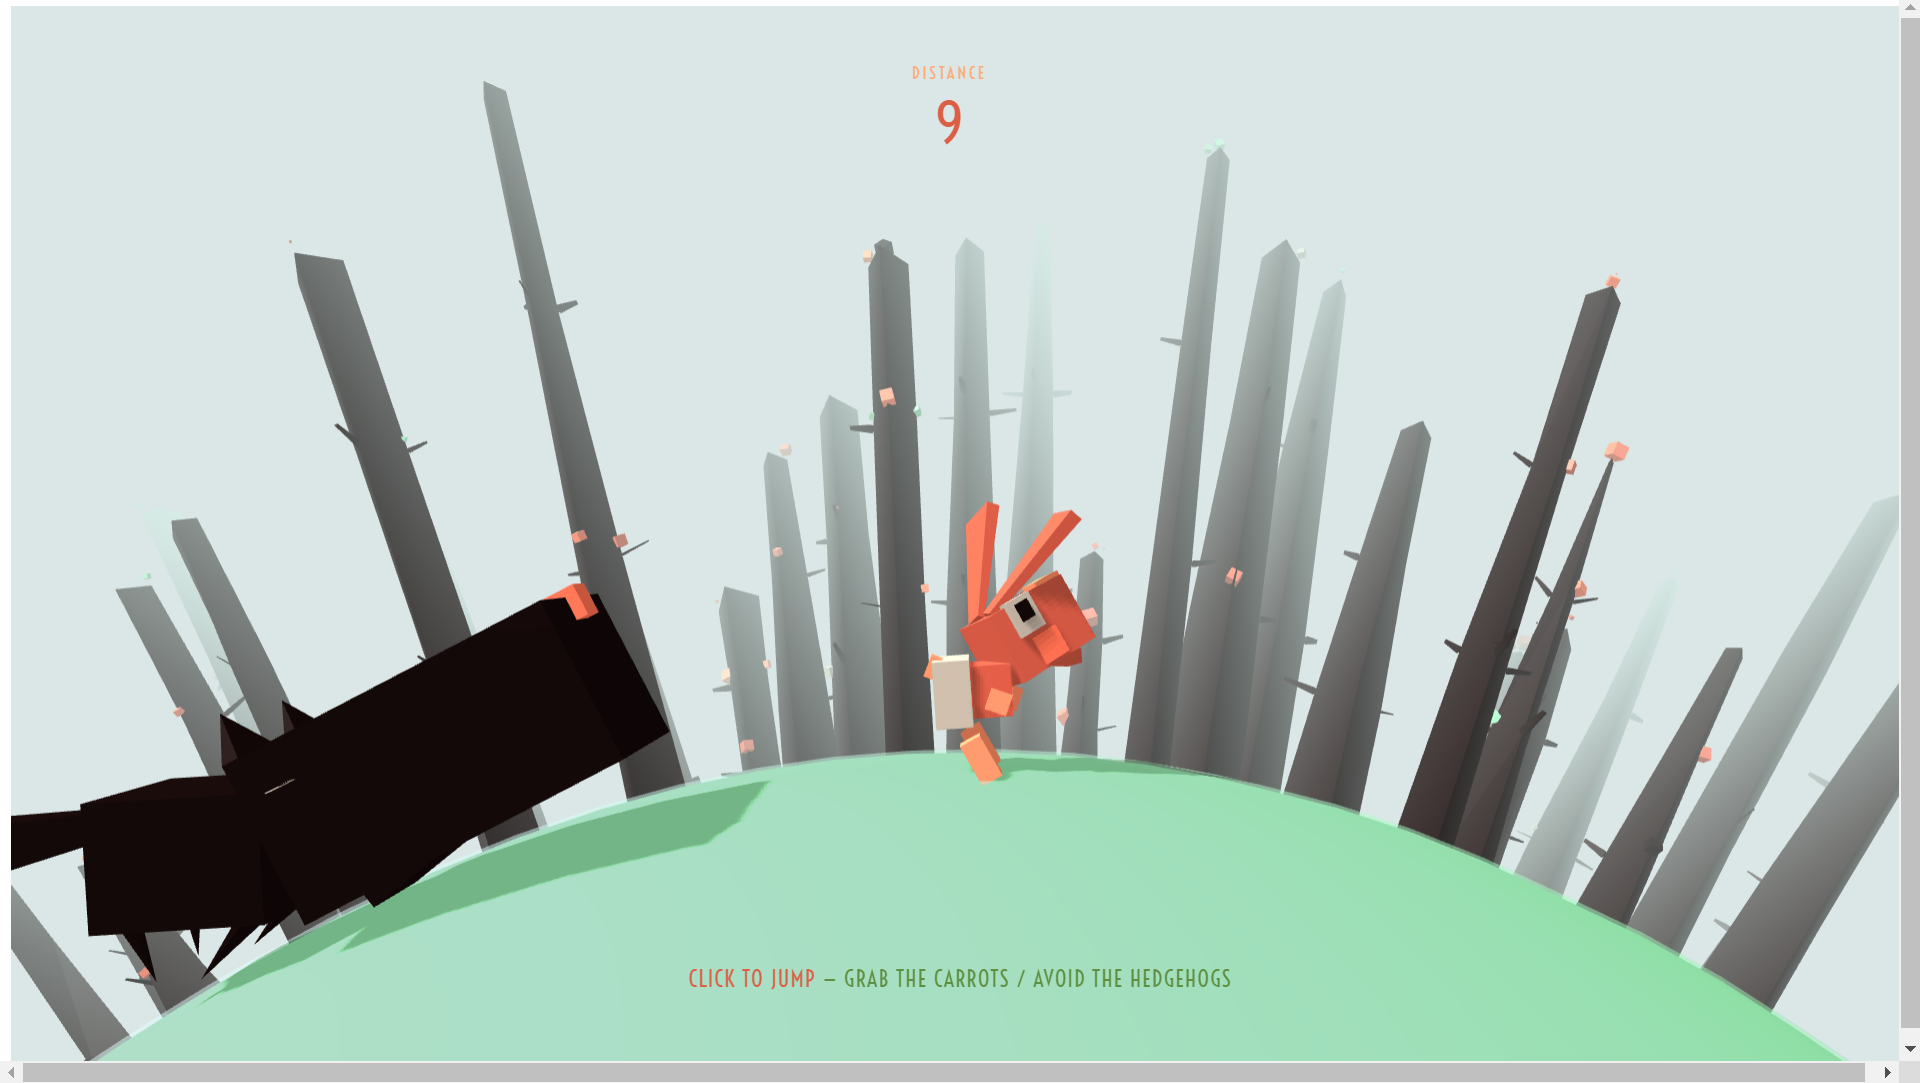 DISTANCE
9
CLICK TO JUMP – GRAB THE CARROTS / AVOID THE HEDGEHOGS